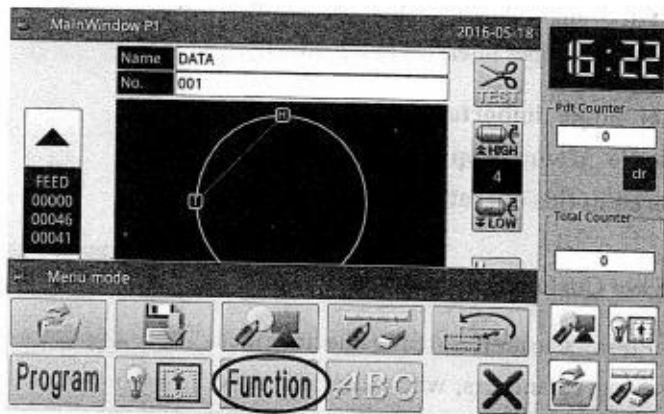 MainWindow P1
2016-05-18
16:22
Name DATA
No. 001
TEST
HIGH
4
LOW
FEED
00000
00046
00041
H
T
Pdt Counter
0
clr
Total Counter
0
Menu mode
Program
Function
ABC